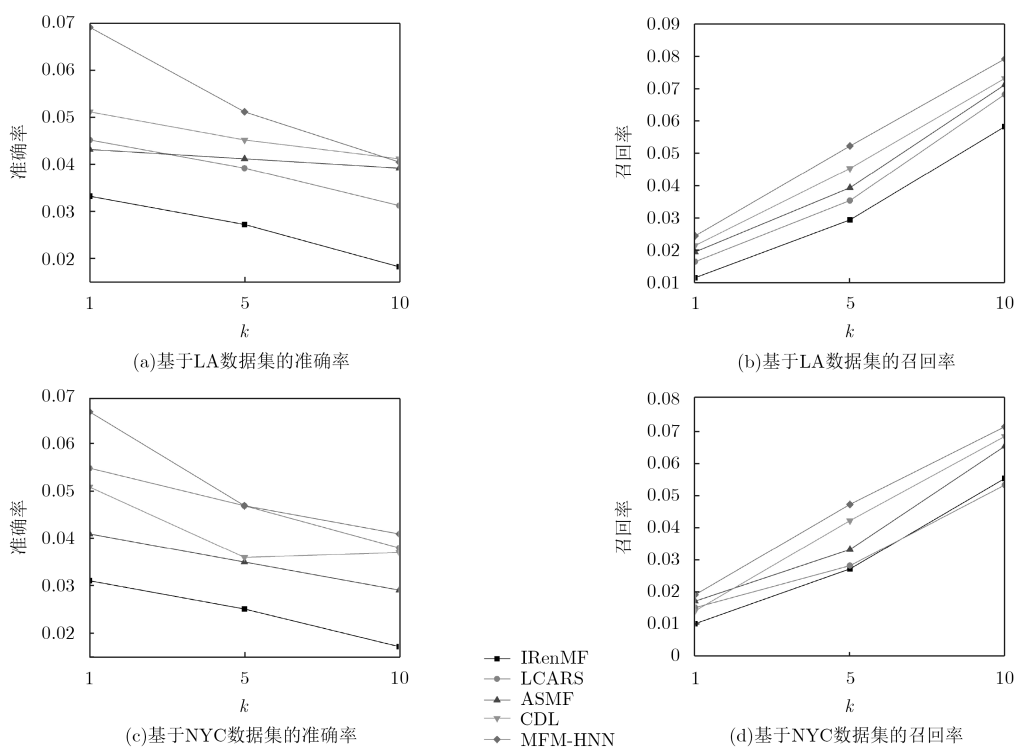 0.07
0.06
0.05
0.04
0.03
0.02
准确率
1 5 10
k
(a)基于LA数据集的准确率
0.09
0.08
0.07
0.06
0.05
0.04
0.03
0.02
0.01
召回率
1 5 10
k
(b)基于LA数据集的召回率
0.07
0.06
0.05
0.04
0.03
0.02
准确率
1 5 10
k
(c)基于NYC数据集的准确率
IRenMF
LCARS
ASMF
CDL
MFM-HNN
0.08
0.07
0.06
0.05
0.04
0.03
0.02
0.01
0
召回率
1 5 10
k
(d)基于NYC数据集的召回率